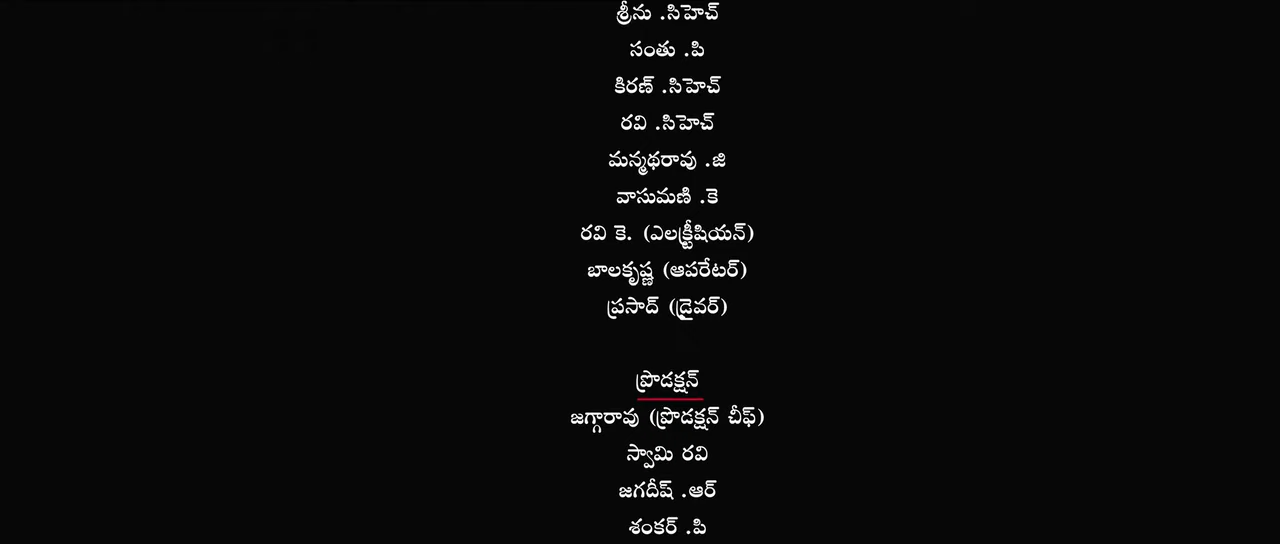 శ్రీను .సిహెచ్
సంతు .పి
కిరణ్ .సిహెచ్
రవి .సిహెచ్
మన్మథరావు .జి
వాసుమణి .కె
రవి కె. (ఎలక్ట్రీషియన్)
బాలకృష్ణ (ఆపరేటర్)
ప్రసాద్ (డ్రైవర్)
ప్రొడక్షన్
జగ్గారావు (ప్రొడక్షన్ చీఫ్)
స్వామి రవి
జగదీష్ .ఆర్
శంకర్ .పి